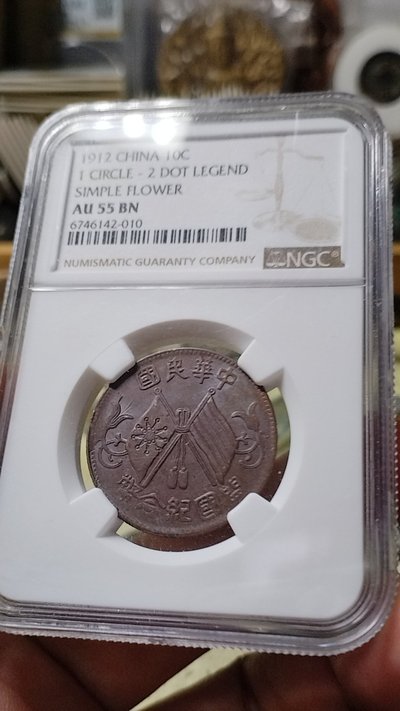 1912 CHINA 10C
1 CIRCLE - 2 DOT LEGEND
SIMPLE FLOWER
AU 55 BN
6746142-010
NUMISMATIC GUARANTY COMPANY
NGC®
國民華中
幣念紀國開